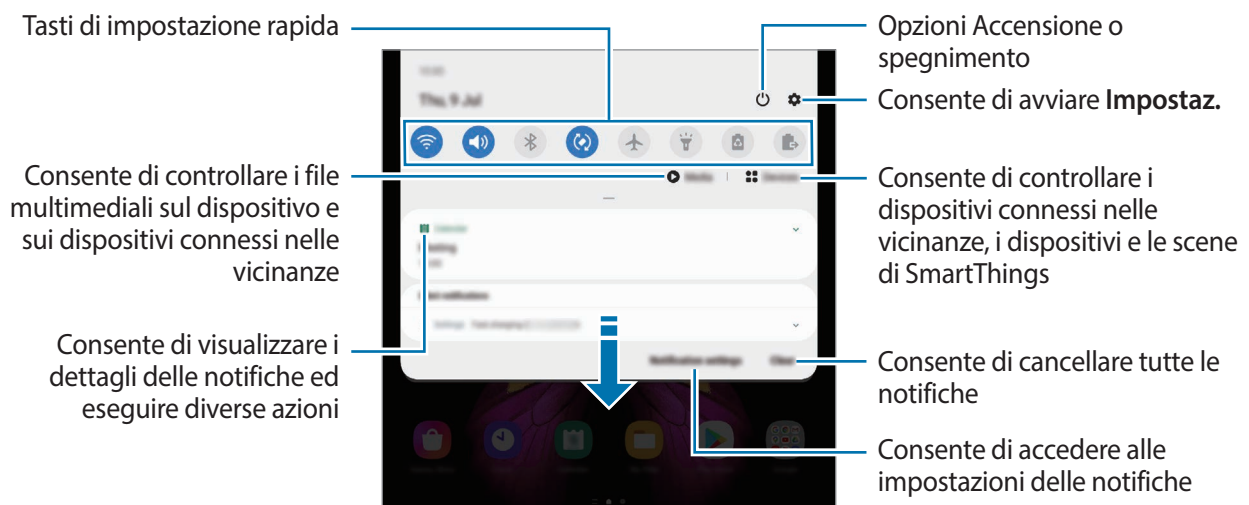 Tasti di impostazione rapida
Opzioni Accensione o
spegnimento
Thu, 9 Jul
Consente di avviare Impostaz.
Consente di controllare i file
multimediali sul dispositivo e
sui dispositivi connessi nelle
vicinanze
Media
Devices
Consente di controllare i
dispositivi connessi nelle
vicinanze, i dispositivi e le scene
di SmartThings
Calendar
Consente di visualizzare i
dettagli delle notifiche ed
eseguire diverse azioni
Notification settings
Clear
Consente di cancellare tutte le
notifiche
Consente di accedere alle
impostazioni delle notifiche